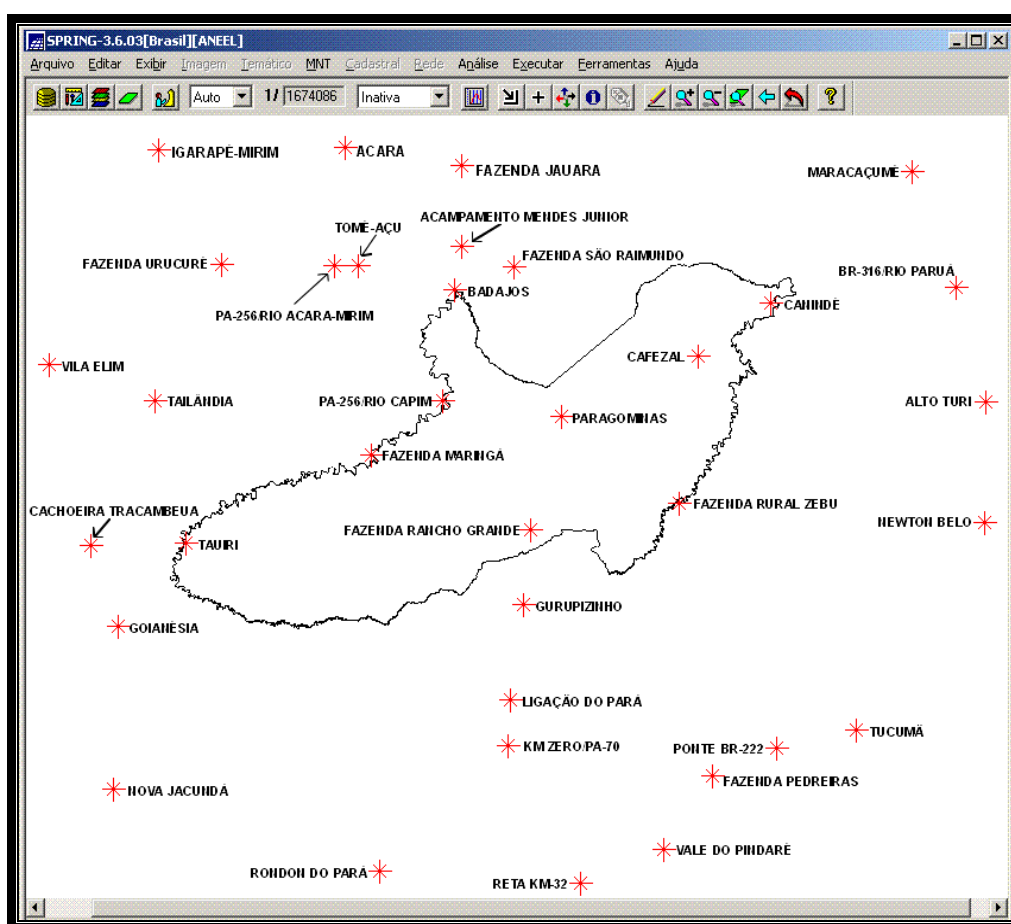 SPRING-3.6.03[Brasil][ANEEL]
Arquivo Editar Exibir Imagem Temático MNT Cadastral Rede Análise Executar Ferramentas Ajuda
Auto 1/ 1674086 Inativa
IGARAPÉ-MIRIM
ACARA
FAZENDA JAUARA
MARACAÇUMÉ
ACAMPAMENTO MENDES JUNIOR
TOMÉ-AÇU
FAZENDA SÃO RAIMUNDO
FAZENDA URUCURÉ
BR-316/RIO PARUÁ
BADAJOS
CANINDÉ
PA-256/RIO ACARA-MIRIM
CAFEZAL
VILA ELIM
TAILÂNDIA
PA-256/RIO CAPIM
ALTO TURI
PARAGOMINAS
FAZENDA MARINGÁ
FAZENDA RURAL ZEBU
CACHOEIRA TRACAMBEUA
NEWTON BELO
FAZENDA RANCHO GRANDE
TAUIRI
GURUPIZINHO
GOIANÉSIA
LIGAÇÃO DO PARÁ
TUCUMÃ
KM ZERO/PA-70
PONTE BR-222
FAZENDA PEDREIRAS
NOVA JACUNDÁ
VALE DO PINDARÉ
RONDON DO PARÁ
RETA KM-32